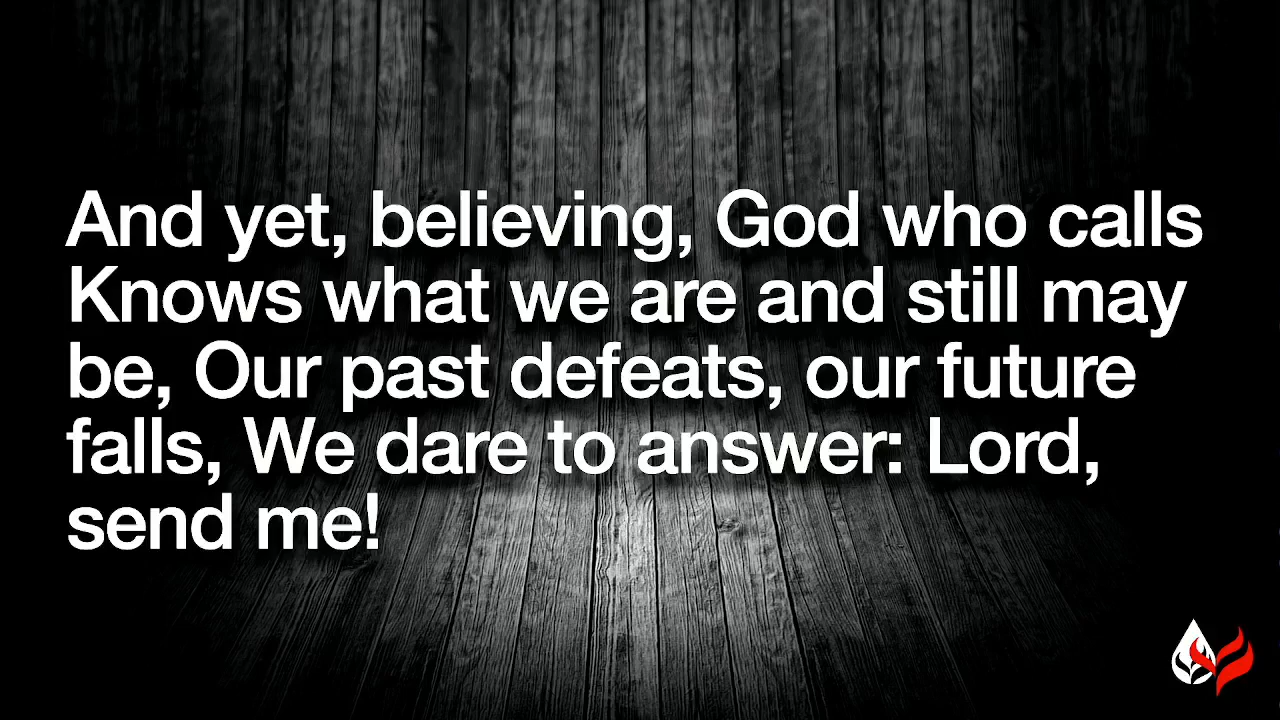 And yet, believing, God who calls
Knows what we are and still may
be, Our past defeats, our future
falls, We dare to answer: Lord,
send me!